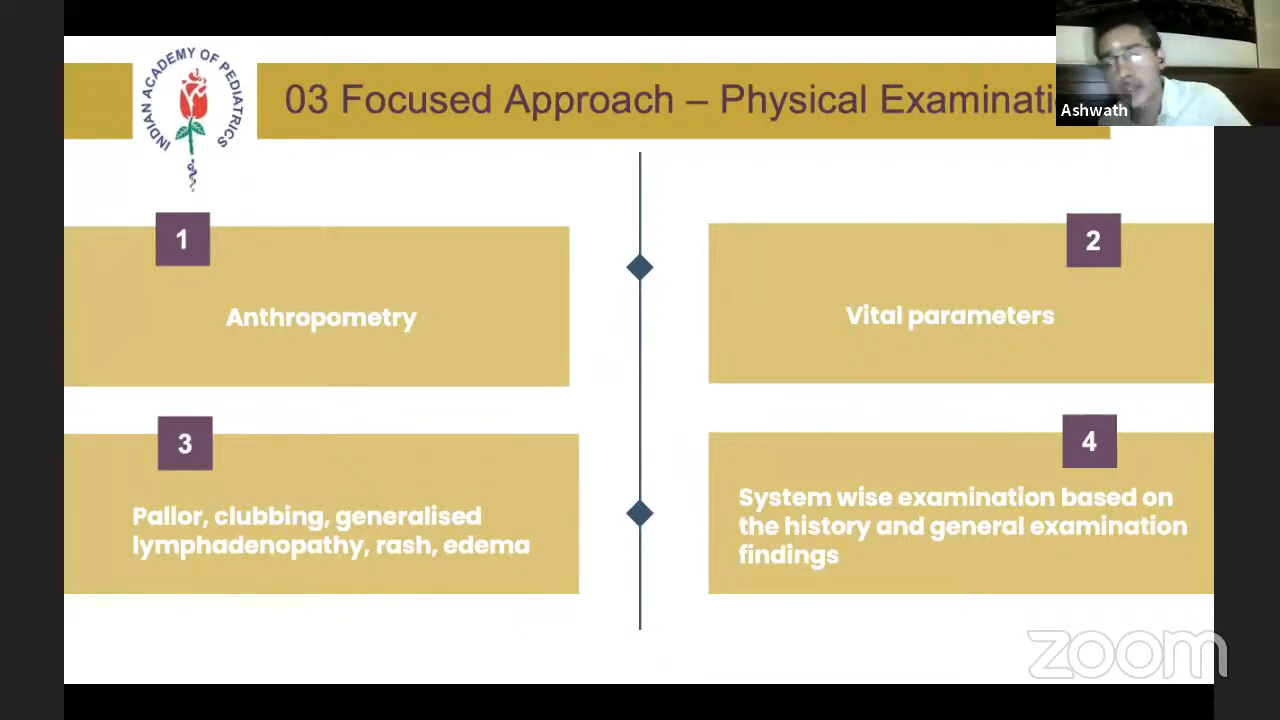 INDIAN ACADEMY OF PEDIATRICS
03 Focused Approach – Physical Examinati
Ashwath
1
Anthropometry
2
Vital parameters
3
Pallor, clubbing, generalised
lymphadenopathy, rash, edema
4
System wise examination based on
the history and general examination
findings
zoom